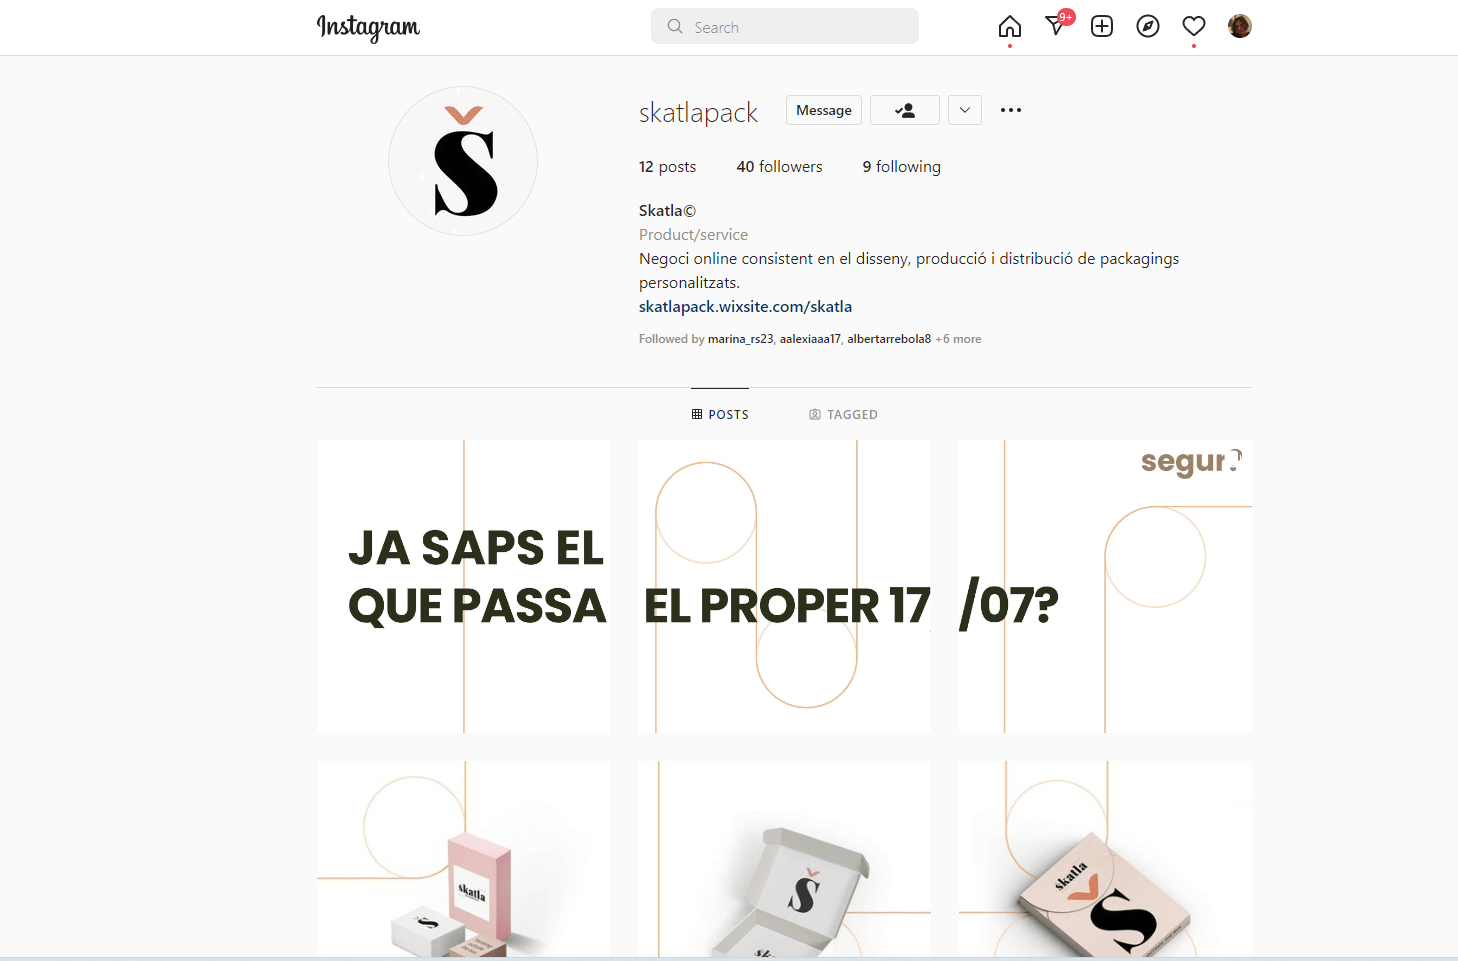 Instagram
Search
9+
skatlapack
Message
12 posts
40 followers
9 following
Skatla©
Product/service
Negoci online consistent en el disseny, producció i distribució de packagings
personalitzats.
skatlapack.wixsite.com/skatla
Followed by marina_rs23, aalexiaaa17, albertarrebola8 +6 more
POSTS
TAGGED
segur?
JA SAPS EL
QUE PASSA EL PROPER 17/07?
skatla
S
Š
škatla
Š